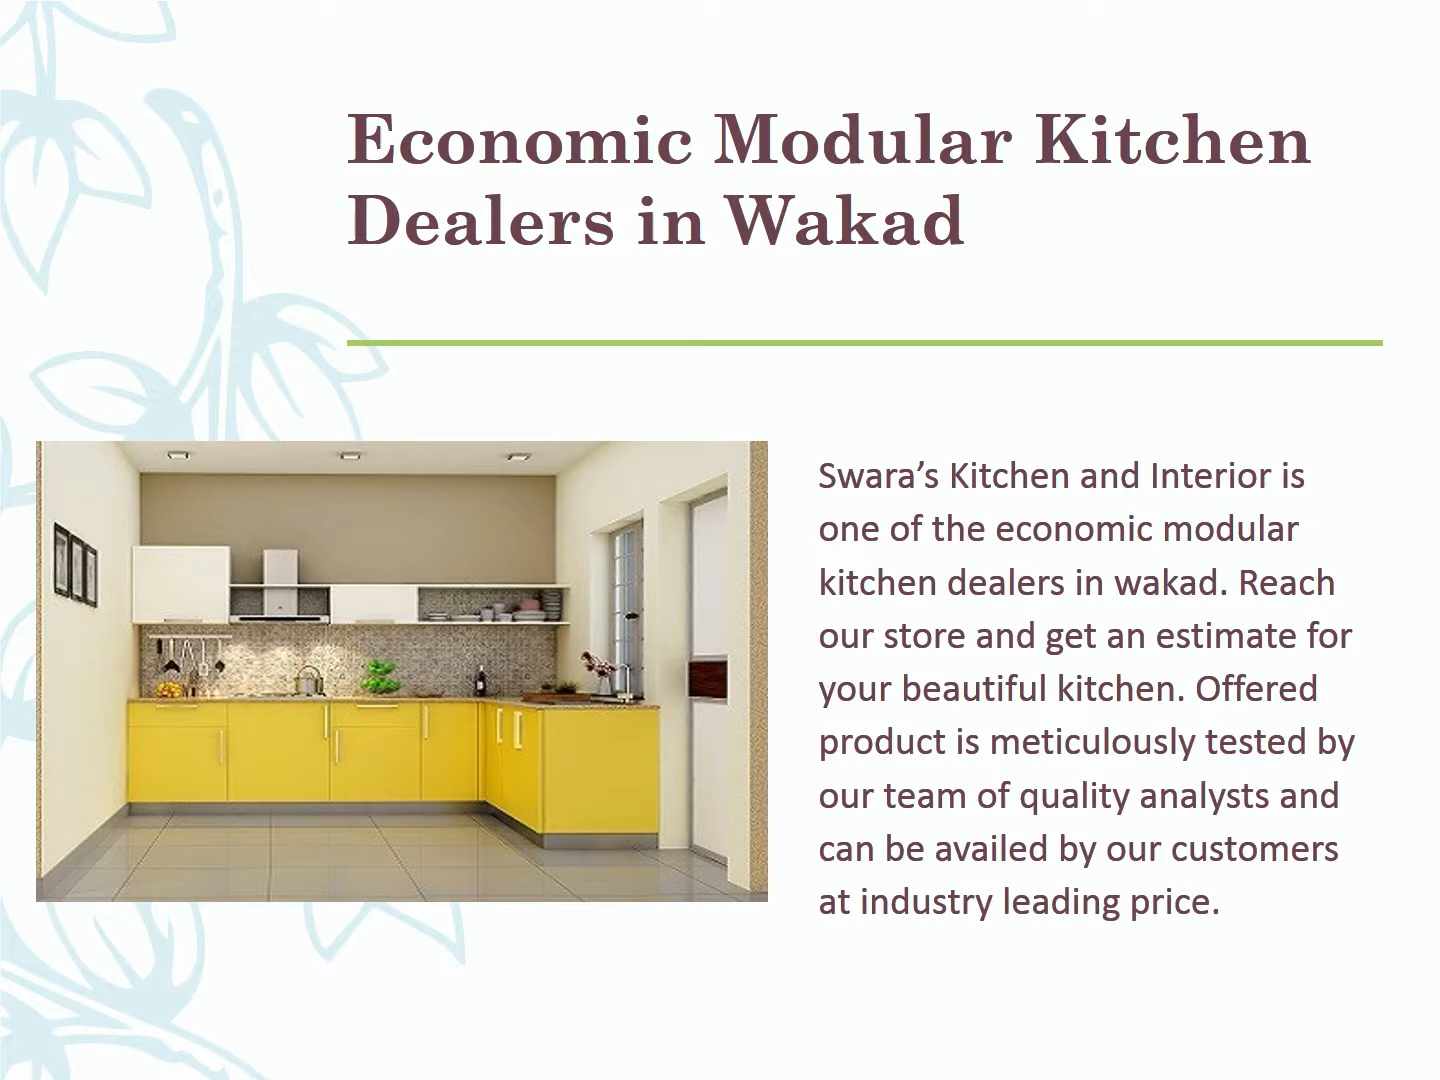 Economic Modular Kitchen
Dealers in Wakad
Swara’s Kitchen and Interior is
one of the economic modular
kitchen dealers in wakad. Reach
our store and get an estimate for
your beautiful kitchen. Offered
product is meticulously tested by
our team of quality analysts and
can be availed by our customers
at industry leading price.